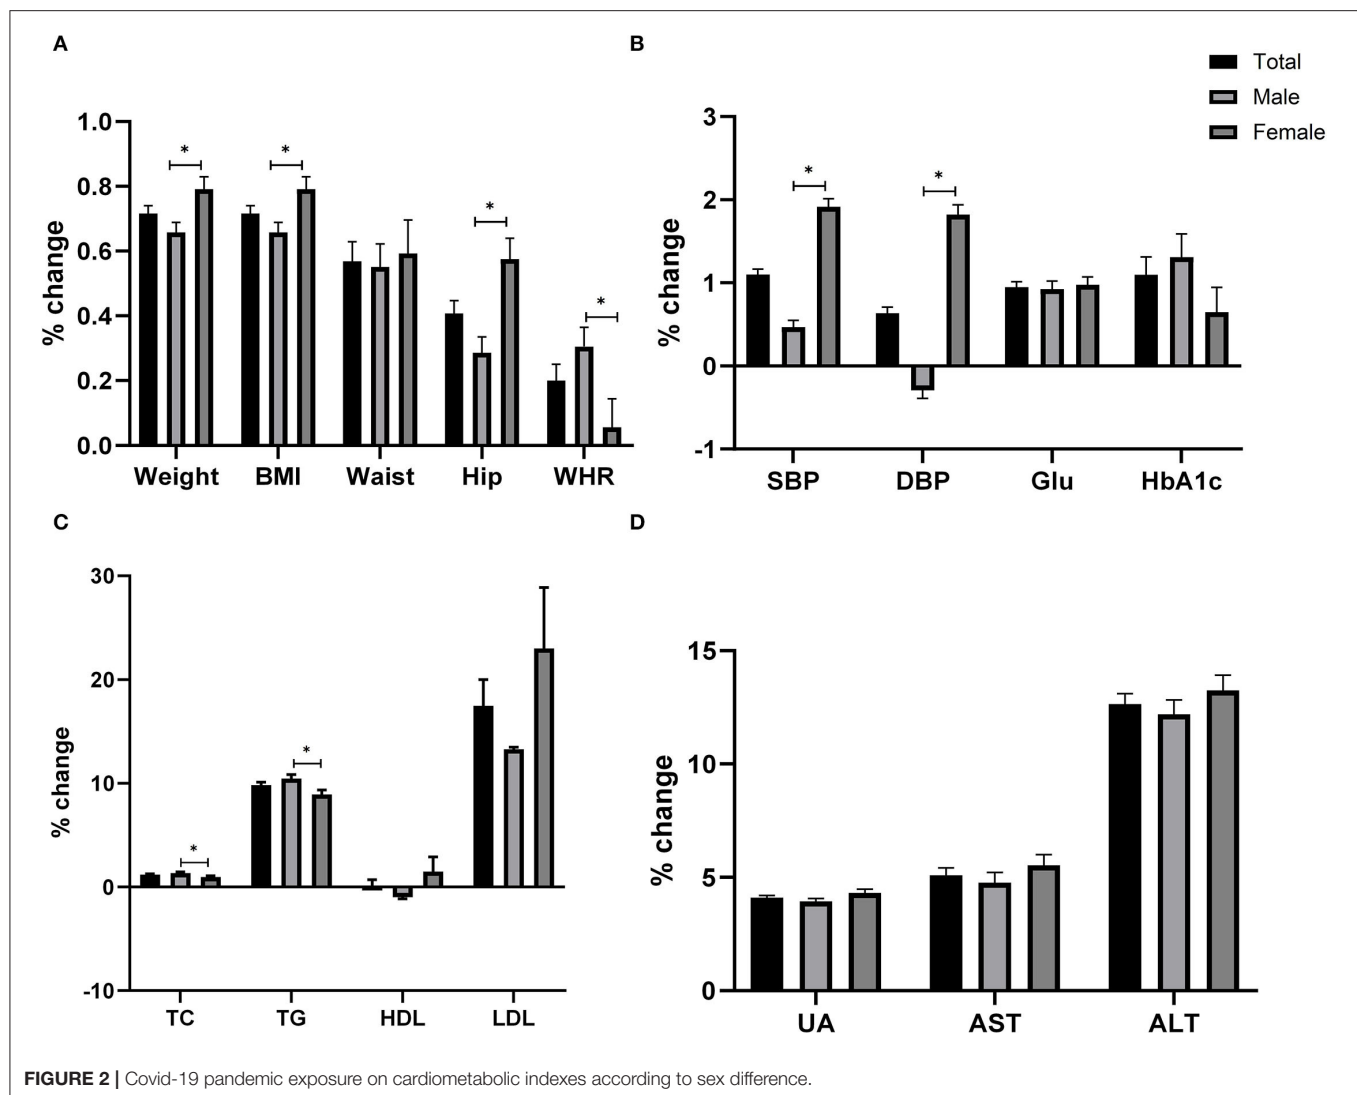 A
B
Total
Male
Female
% change
1.0
0.8
0.6
0.4
0.2
0.0
* * * *
Weight BMI Waist Hip WHR
% change
3
2
1
0
-1
* *
SBP DBP Glu HbA1c
C
D
% change
30
20
10
0
-10
* *
TC TG HDL LDL
% change
15
10
5
0
UA AST ALT
FIGURE 2 | Covid-19 pandemic exposure on cardiometabolic indexes according to sex difference.